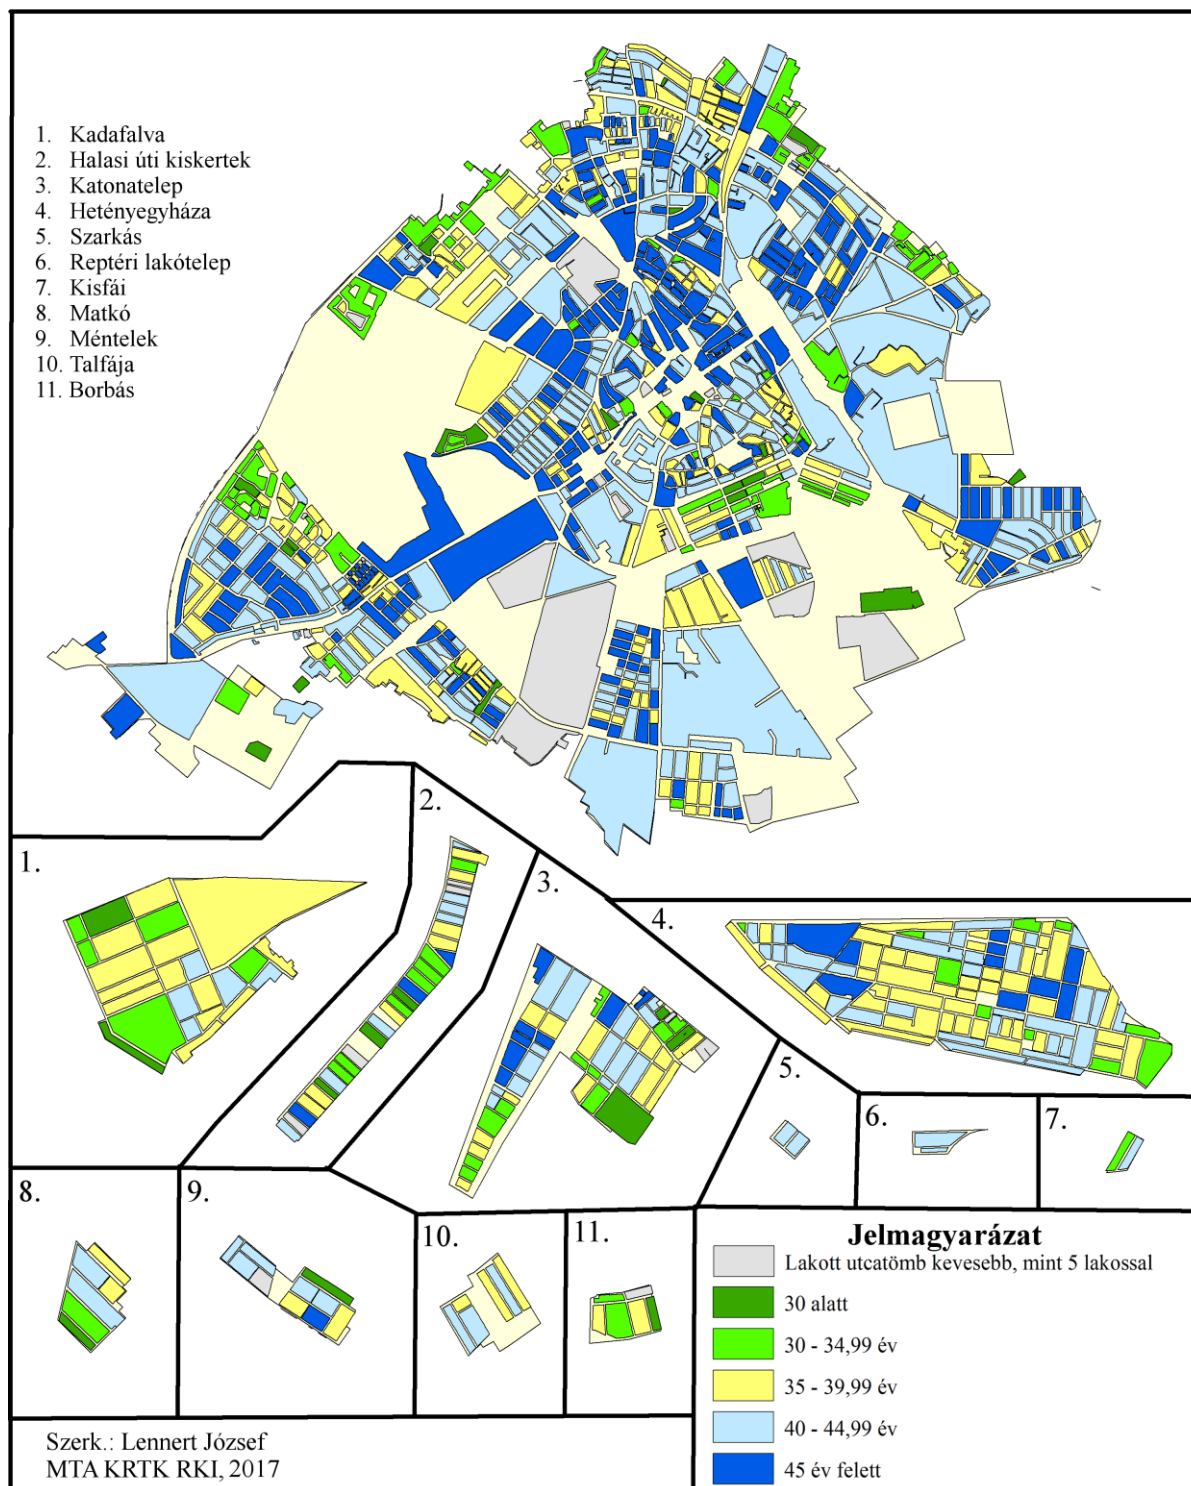 1. Kadafalva
2. Halasi úti kiskertek
3. Katonatelep
4. Hetényegyháza
5. Szarkás
6. Reptéri lakótelep
7. Kisfái
8. Matkó
9. Méntelek
10. Talfája
11. Borbás
1.
2.
3.
4.
5.
6.
7.
8.
9.
10.
11.
Jelmagyarázat
Lakott utcatömb kevesebb, mint 5 lakossal
30 alatt
30 - 34,99 év
35 - 39,99 év
40 - 44,99 év
45 év felett
Szerk.: Lennert József
MTA KRTK RKI, 2017